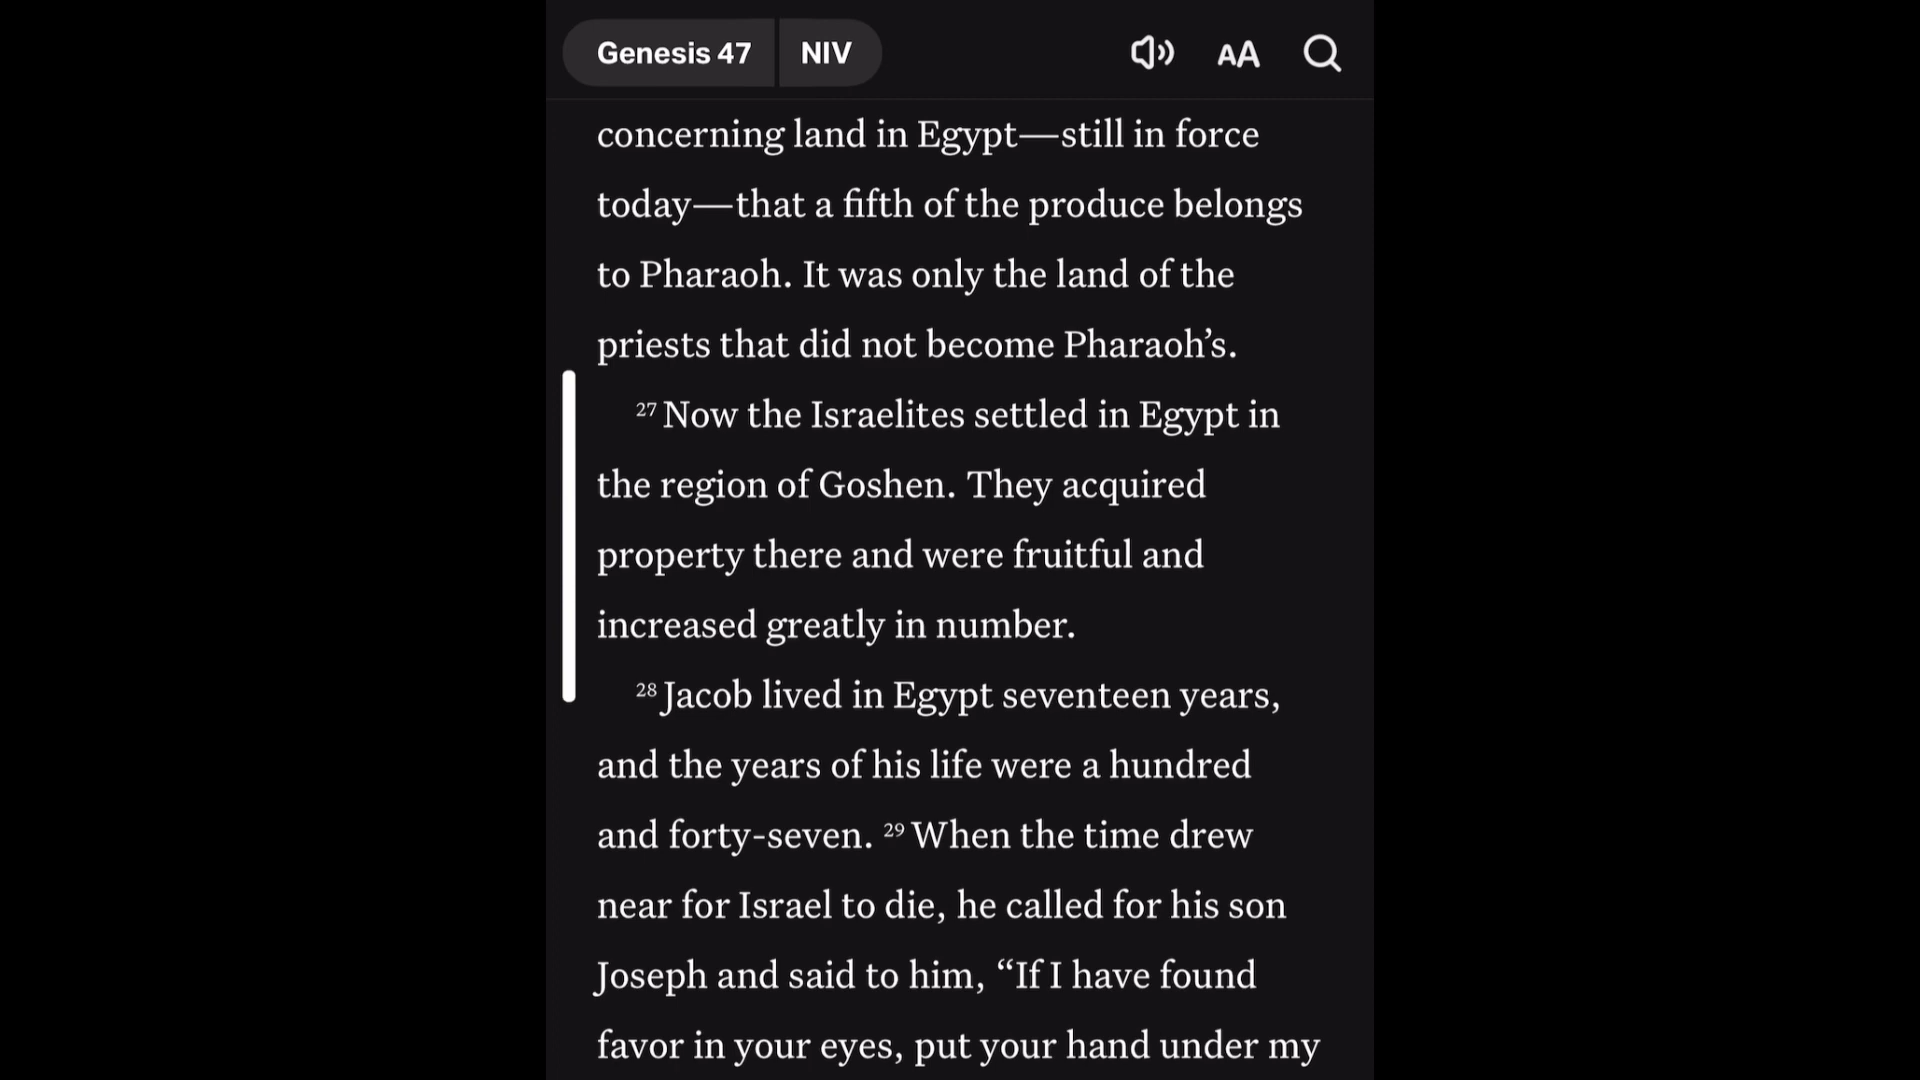 Genesis 47 NIV AA
concerning land in Egypt—still in force
today—that a fifth of the produce belongs
to Pharaoh. It was only the land of the
priests that did not become Pharaoh’s.
27 Now the Israelites settled in Egypt in
the region of Goshen. They acquired
property there and were fruitful and
increased greatly in number.
28 Jacob lived in Egypt seventeen years,
and the years of his life were a hundred
and forty-seven. 29 When the time drew
near for Israel to die, he called for his son
Joseph and said to him, “If I have found
favor in your eyes, put your hand under my